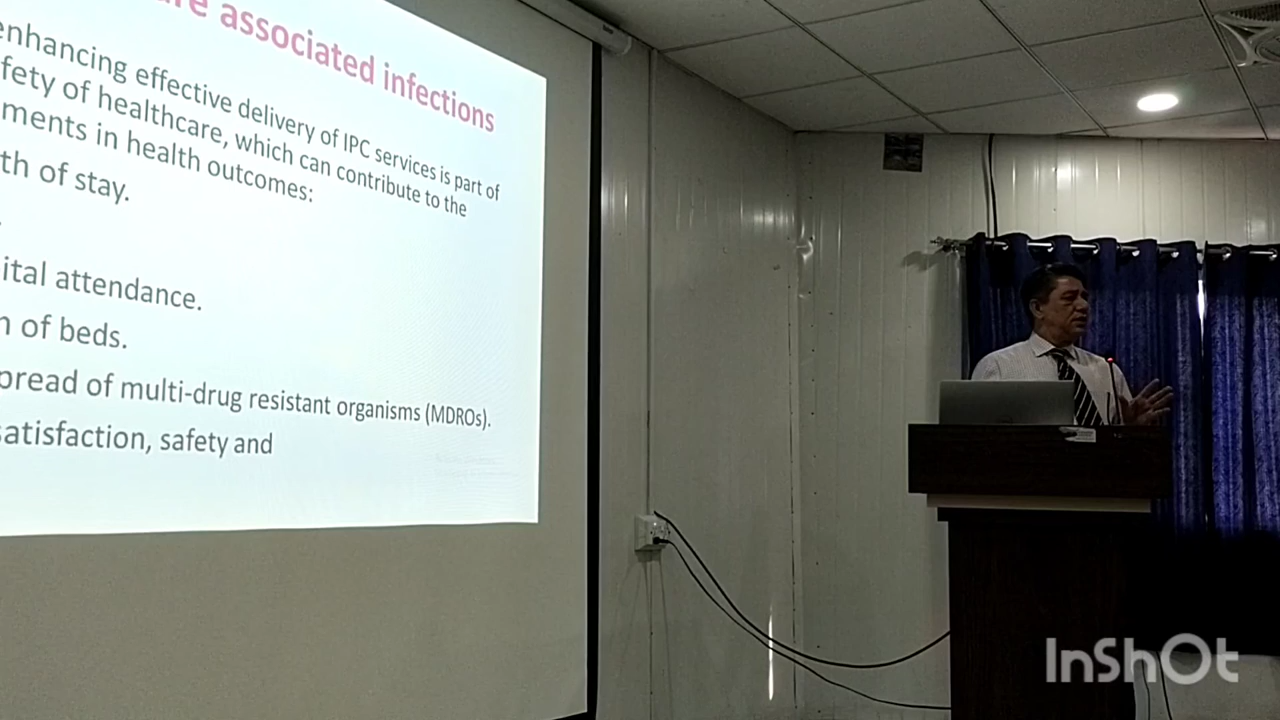 associated infections
enhancing effective delivery of IPC services is part of
fety of healthcare, which can contribute to the
ments in health outcomes:
th of stay.
ital attendance.
n of beds.
pread of multi-drug resistant organisms (MDROs).
satisfaction, safety and
InShOt